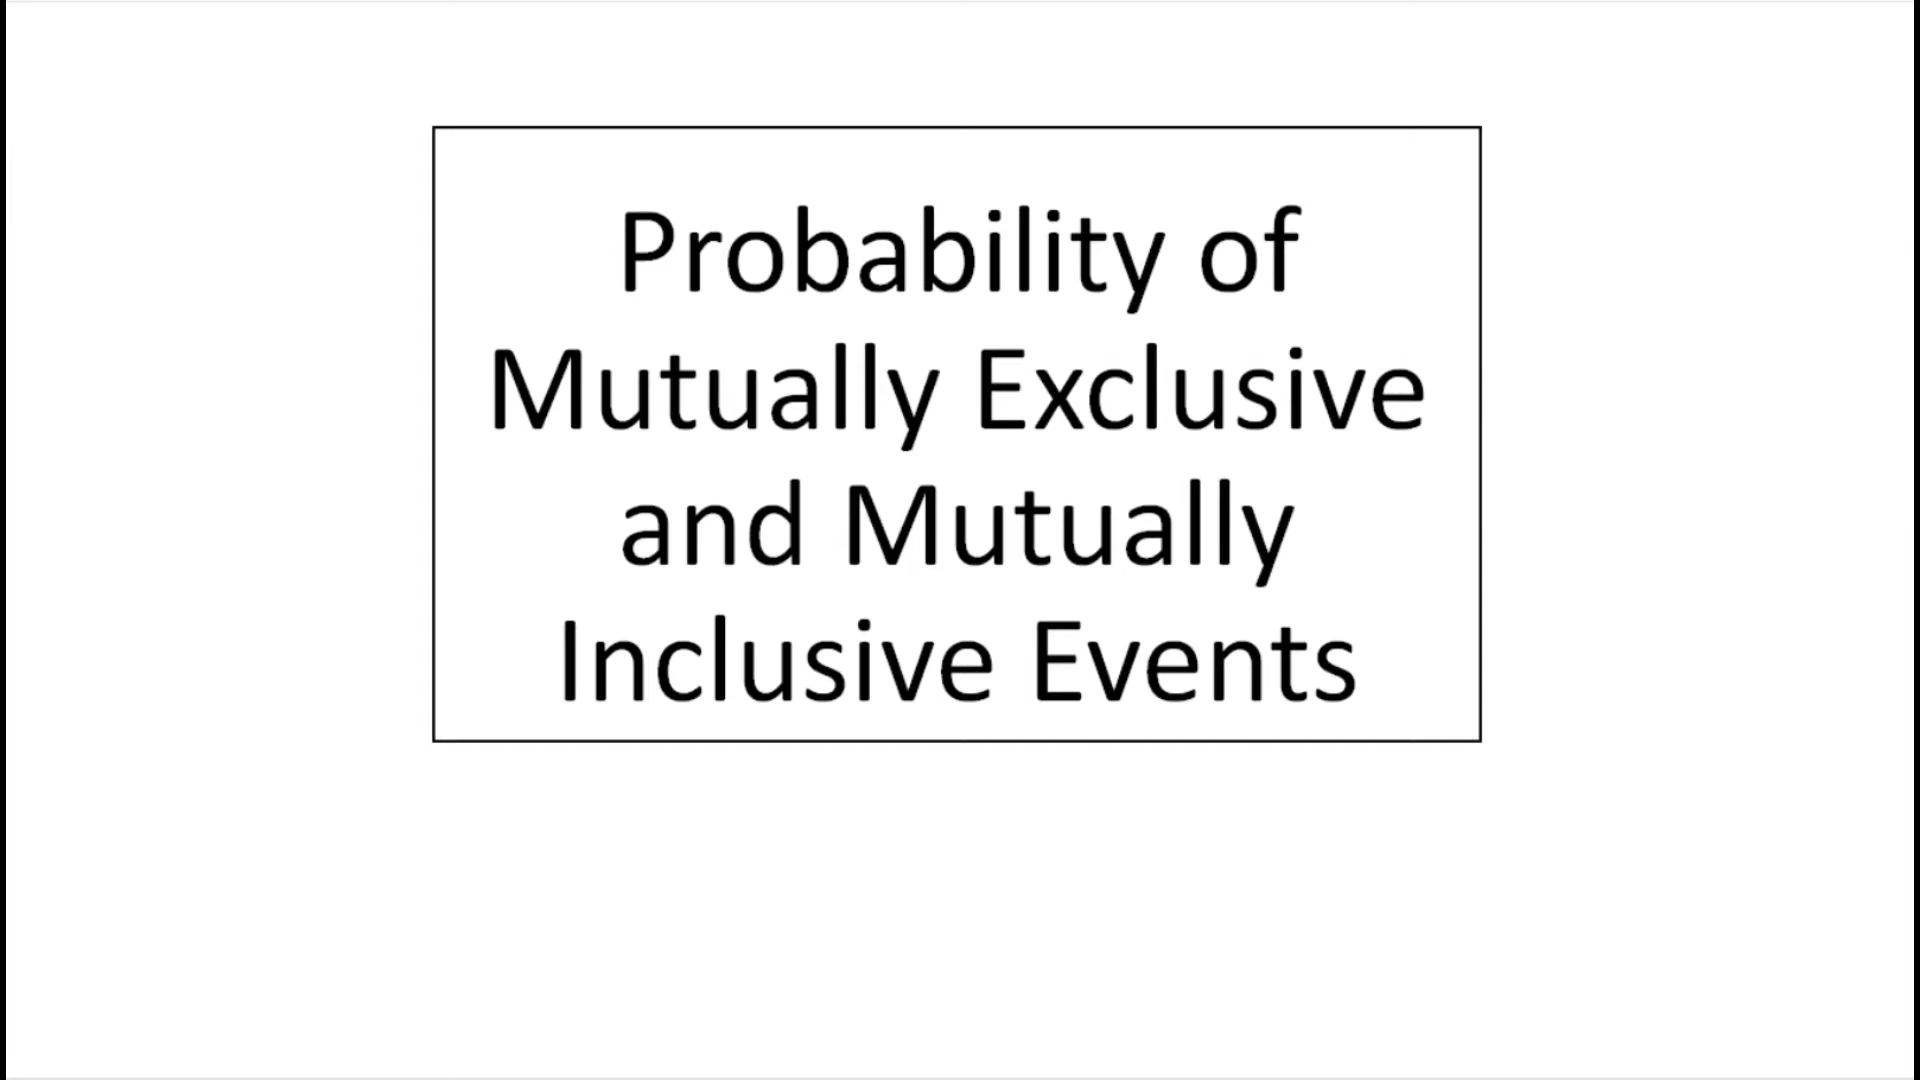 Probability of
Mutually Exclusive
and Mutually
Inclusive Events